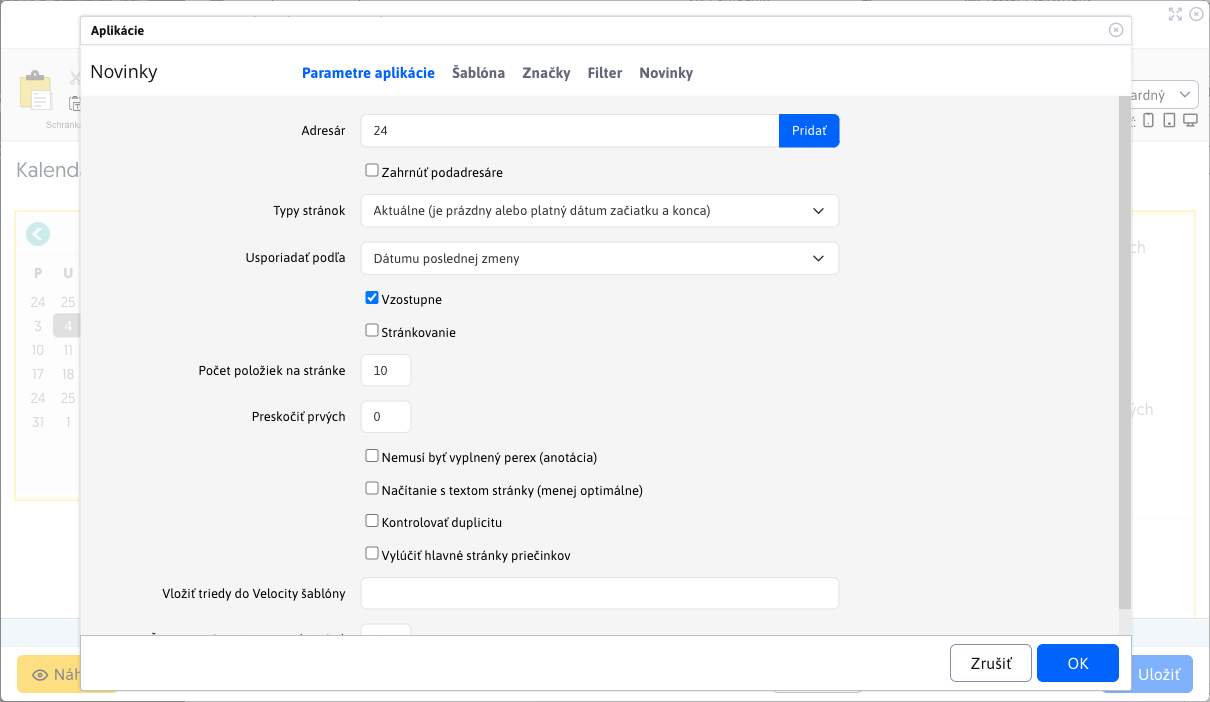 Aplikácie
Novinky
Parametre aplikácie Šablóna Značky Filter Novinky
ardný
Schránka
Kalend
Adresár 24 Pridať
Zahrnúť podadresáre
Typy stránok Aktuálne (je prázdny alebo platný dátum začiatku a konca)
Usporiadať podľa Dátumu poslednej zmeny
Vzostupne
Stránkovanie
Počet položiek na stránke 10
Preskočiť prvých 0
Nemusí byť vyplnený perex (anotácia)
Načítanie s textom stránky (menej optimálne)
Kontrolovať duplicitu
Vylúčiť hlavné stránky priečinkov
Vložiť triedy do Velocity šablóny
P U
24 25
3 4
10 11
17 18
24 25
31 1
ch
ých
Zrušiť OK
Náh
Uložiť